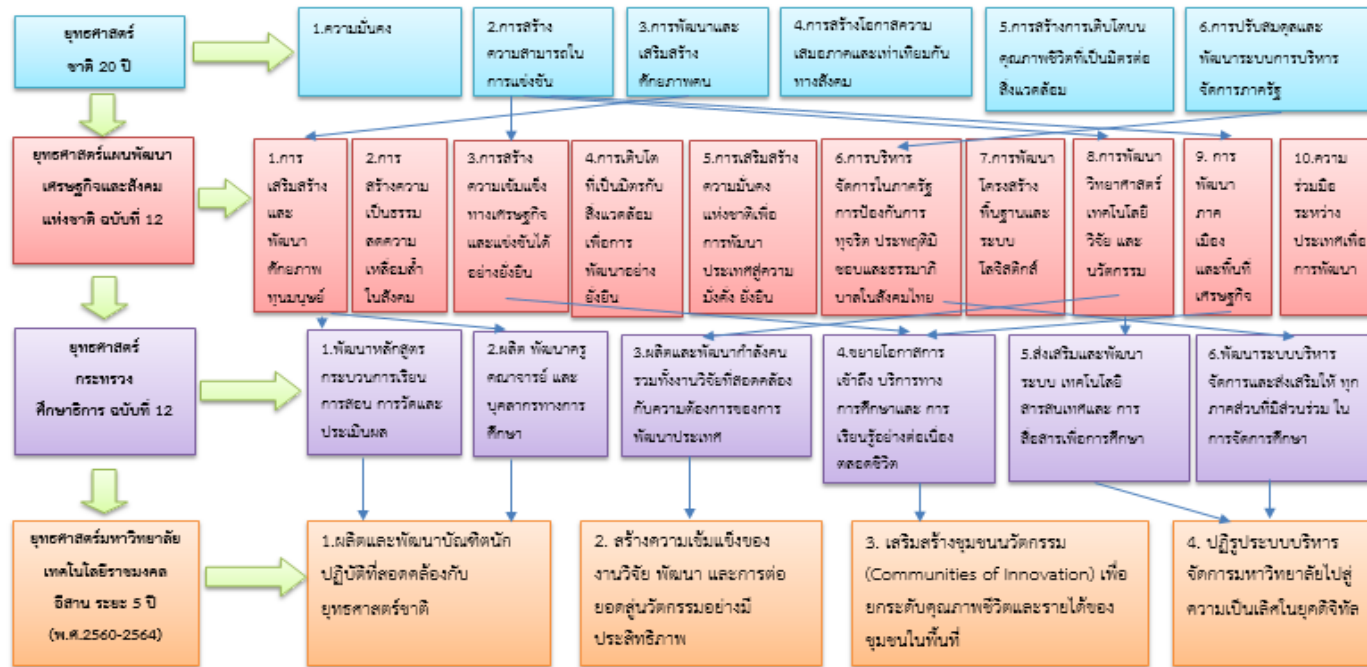 ยุทธศาสตร์
ชาติ 20 ปี
1.ความมั่นคง
2.การสร้าง
ความสามารถใน
การแข่งขัน
3.การพัฒนาและ
เสริมสร้าง
ศักยภาพคน
4.การสร้างโอกาสความ
เสมอภาคและเท่าเทียมกัน
ทางสังคม
5.การสร้างการเติบโตบน
คุณภาพชีวิตที่เป็นมิตรต่อ
สิ่งแวดล้อม
6.การปรับสมดุลและ
พัฒนาระบบการบริหาร
จัดการภาครัฐ
ยุทธศาสตร์แผนพัฒนา
เศรษฐกิจและสังคม
แห่งชาติ ฉบับที่ 12
1.การ
เสริมสร้าง
และ
พัฒนา
ศักยภาพ
ทุนมนุษย์
2.การ
สร้างความ
เป็นธรรม
ลดความ
เหลื่อมล้ำ
ในสังคม
3.การสร้าง
ความเข้มแข็ง
ทางเศรษฐกิจ
และแข่งขันได้
อย่างยั่งยืน
4.การเติบโต
ที่เป็นมิตรกับ
สิ่งแวดล้อม
เพื่อการ
พัฒนาอย่าง
ยั่งยืน
5.การเสริมสร้าง
ความมั่นคง
แห่งชาติเพื่อ
การพัมนา
ประเทศสู่ความ
มั่งคั่ง ยั่งยืน
6.การบริหาร
จัดการในภาครัฐ
การป้องกันการ
ทุจริต ประพฤติมิ
ชอบและธรรมาภิ
บาลในสังคมไทย
7.การพัฒนา
โครงสร้าง
พื้นฐานและ
ระบบ
โลจิสติกส์
8.การพัฒนา
วิทยาศาสตร์
เทคโนโลยี
วิจัย และ
นวัตกรรม
9. การ
พัฒนา
ภาค
เมือง
และพื้นที่
เศรษฐกิจ
10.ความ
ร่วมมือ
ระหว่าง
ประเทศเพื่อ
การพัฒนา
ยุทธศาสตร์
กระทรวง
ศึกษาธิการ ฉบับที่ 12
1.พัฒนาหลักสูตร
กระบวนการเรียน
การสอน การวัดและ
ประเมินผล
2.ผลิต พัฒนาครู
คณาจารย์ และ
บุคลากรทางการ
ศึกษา
3.ผลิตและพัฒนากำลังคน
รวมทั้งงานวิจัยที่สอดคล้อง
กับความต้องการของการ
พัฒนาประเทศ
4.ขยายโอกาสการ
เข้าถึง บริการทาง
การศึกษาและ การ
เรียนรู้อย่างต่อเนื่อง
ตลอดชีวิต
5.ส่งเสริมและพัฒนา
ระบบ เทคโนโลยี
สารสนเทศและ การ
สื่อสารเพื่อการศึกษา
6.พัฒนาระบบบริหาร
จัดการและส่งเสริมให้ ทุก
ภาคส่วนที่มีส่วนร่วม ใน
การจัดการศึกษา
ยุทธศาสตร์มหาวิทยาลัย
เทคโนโลยีราชมงคล
อีสาน ระยะ 5 ปี
(พ.ศ.2560-2564)
1.ผลิตและพัฒนาบัณฑิตนัก
ปฏิบัติที่สอดคล้องกับ
ยุทธศาสตร์ชาติ
2. สร้างความเข้มแข็งของ
งานวิจัย พัฒนา และการต่อ
ยอดสู่นวัตกรรมอย่างมี
ประสิทธิภาพ
3. เสริมสร้างชุมชนนวัตกรรม
(Communities of Innovation) เพื่อ
ยกระดับคุณภาพชีวิตและรายได้ของ
ชุมชนในพื้นที่
4. ปฏิรูประบบบริหาร
จัดการมหาวิทยาลัยไปสู่
ความเป็นเลิศในยุคดิจิทัล